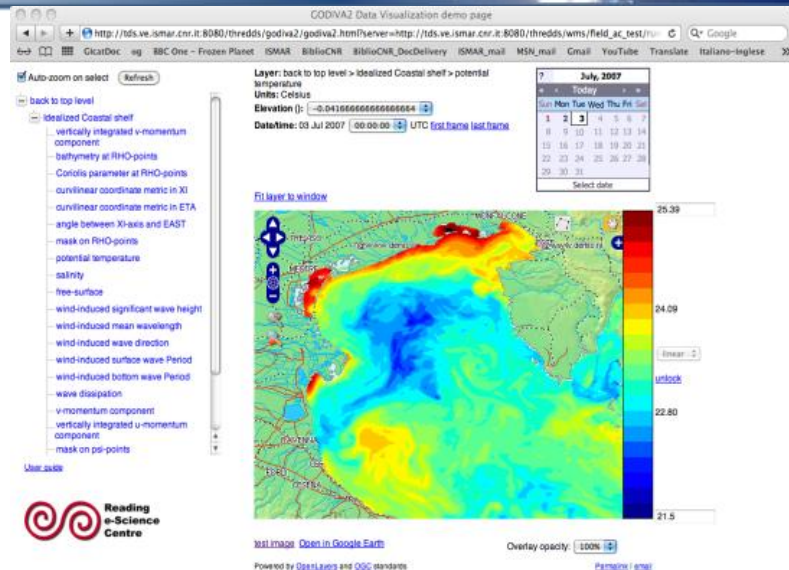 GODIVA2 Data Visualization demo page
http://tds.ve.ismar.cnr.it:8080/thredds/godiva2/godiva2.html?server=http://tds.ve.ismar.cnr.it:8080/thredds/wms/field_ac_test/
Google
GlcatDoc og BBC One – Frozen Planet ISMAR BiblioCNR BiblioCNR_DocDelivery ISMAR_mail MSN_mail Gmail YouTube Translate Italiano-Inglese
Auto-zoom on select Refresh
back to top level
Idealized Coastal shelf
vertically integrated v-momentum
component
bathymetry at RHO-points
Coriolis parameter at RHO-points
curvilinear coordinate metric in XI
curvilinear coordinate metric in ETA
angle between XI-axis and EAST
mask on RHO-points
potential temperature
salinity
free-surface
wind-induced significant wave height
wind-induced mean wavelength
wind-induced wave direction
wind-induced surface wave Period
wind-induced bottom wave Period
wave dissipation
v-momentum component
vertically integrated u-momentum
component
mask on psi-points
User guide
Reading
e-Science
Centre
Layer: back to top level > Idealized Coastal shelf > potential
temperature
Units: Celsius
Elevation ():
Date/time: 03 Jul 2007 00:00:00 UTC first frame last frame
Fit layer to window
? July, 2007
« ‹ Today › »
Sun Mon Tue Wed Thu Fri Sat
1 2 3 4 5 6 7
8 9 10 11 12 13 14
15 16 17 18 19 20 21
22 23 24 25 26 27 28
29 30 31
Select date
MONFALCONE
TREVISO
MESTRE
RAVENNA
FORLI
CESENA
25.39
24.09
linear
unlock
22.80
21.5
test image Open in Google Earth
Overlay opacity: 100%
Powered by OpenLayers and OGC standards
Permalink | email